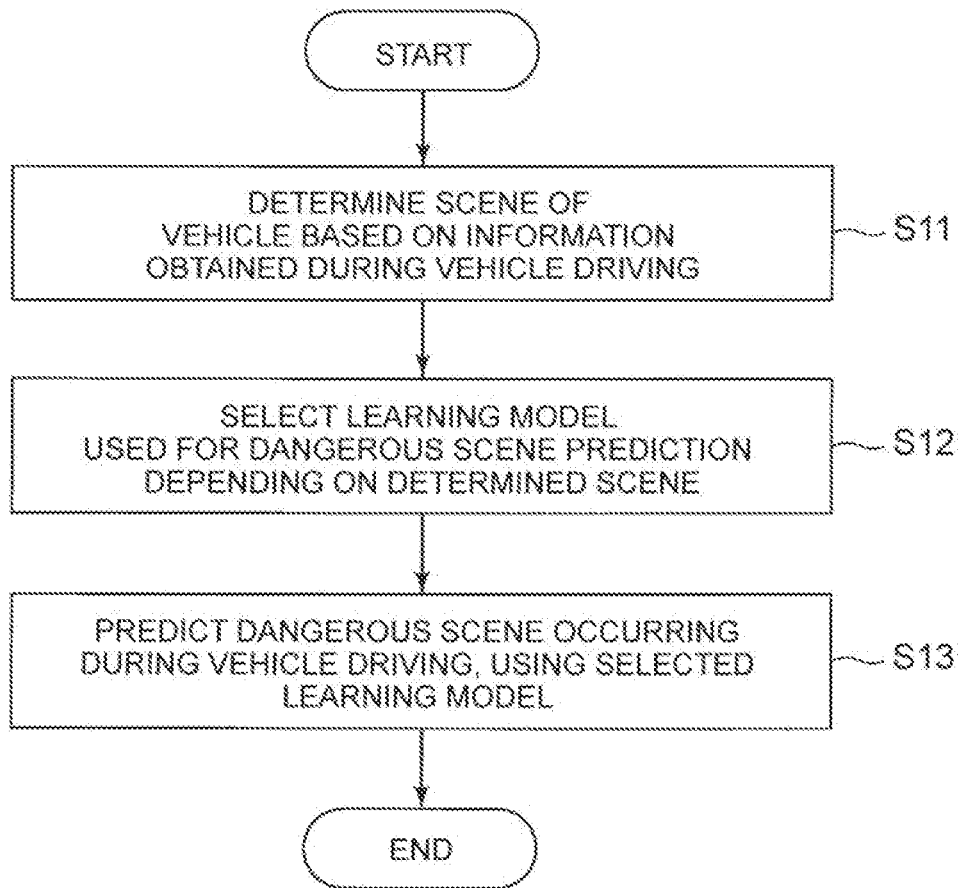 START
DETERMINE SCENE OF
VEHICLE BASED ON INFORMATION
OBTAINED DURING VEHICLE DRIVING
S11
SELECT LEARNING MODEL
USED FOR DANGEROUS SCENE PREDICTION
DEPENDING ON DETERMINED SCENE
S12
PREDICT DANGEROUS SCENE OCCURRING
DURING VEHICLE DRIVING, USING SELECTED
LEARNING MODEL
S13
END